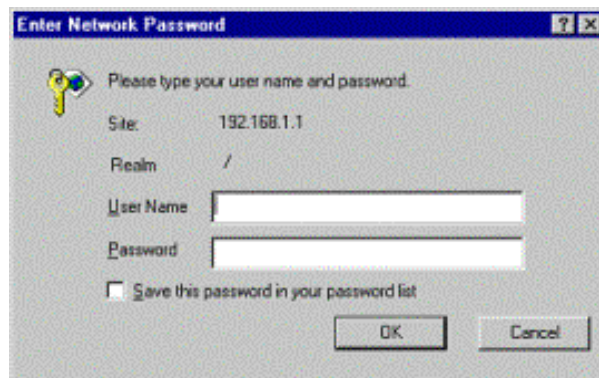 Enter Network Password
Please type your user name and password.
Site: 192.168.1.1
Realm /
User Name
Password
Save this password in your password list
OK Cancel